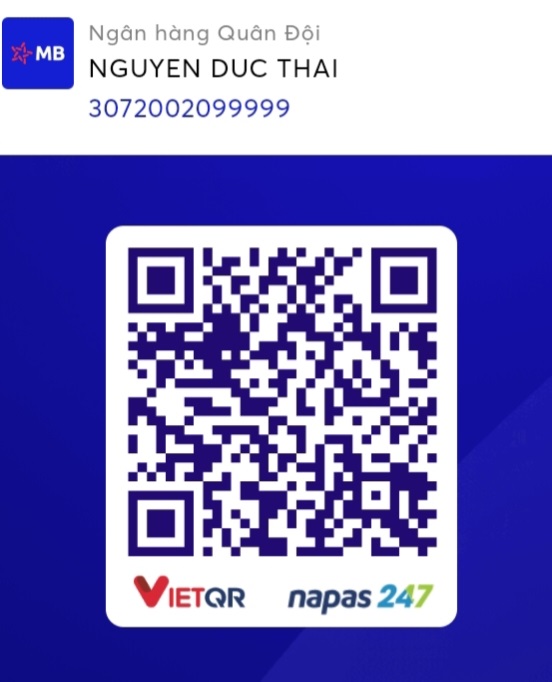 MB
Ngân hàng Quân Đội
NGUYEN DUC THAI
3072002099999
VIETQR
napas 247